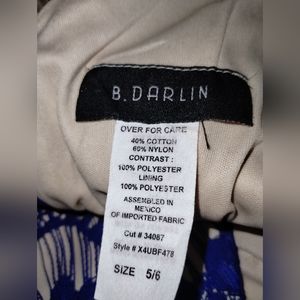 B. DARLIN
OVER FOR CARE
40% COTTON
60% NYLON
CONTRAST :
100% POLYESTER
LINING
100% POLYESTER
ASSEMBLED IN
MEXICO
OF IMPORTED FABRIC
Cut # 34087
Style # X4UBF478
SIZE 5/6